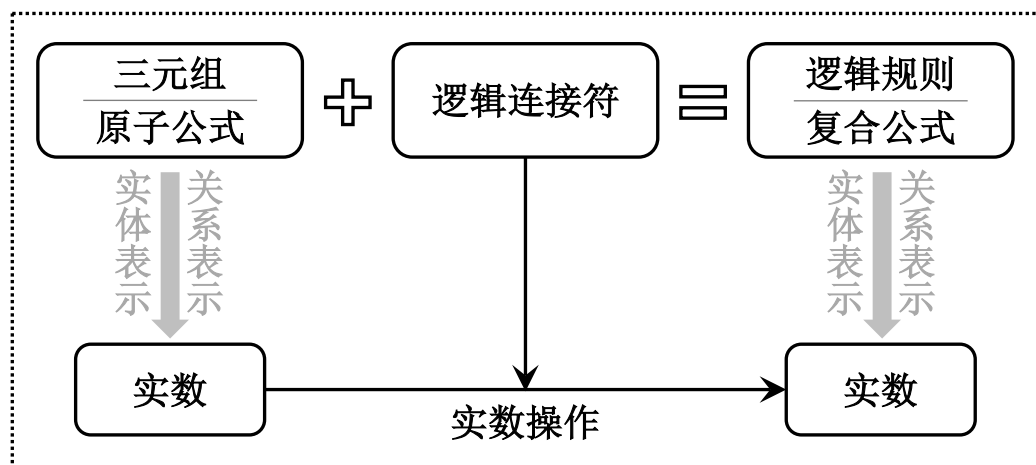 三元组
原子公式
逻辑连接符
逻辑规则
复合公式
实体表示
关系表示
实体表示
关系表示
实数
实数操作
实数